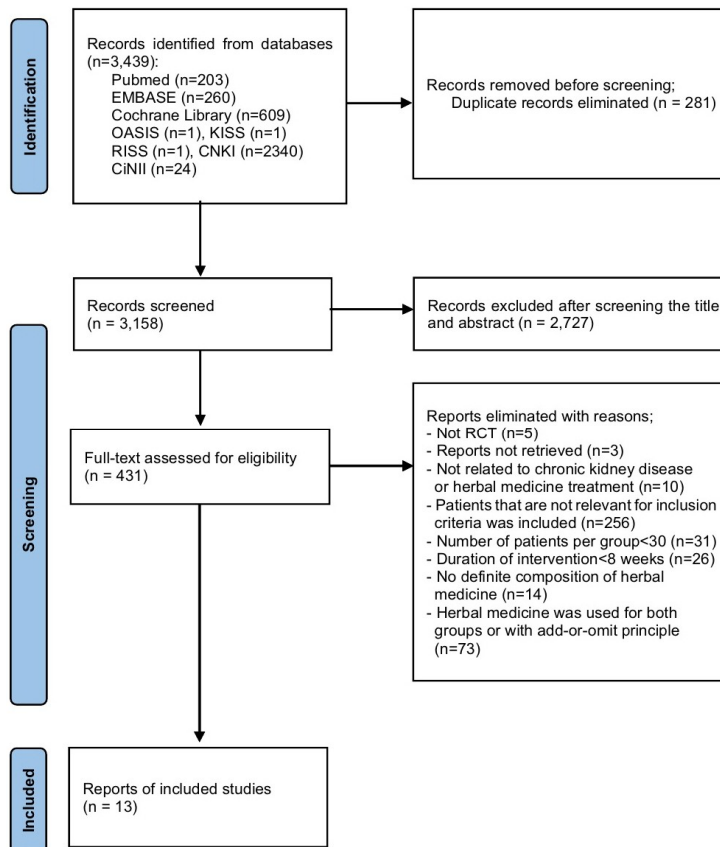 Identification
Records identified from databases
(n=3,439):
Pubmed (n=203)
EMBASE (n=260)
Cochrane Library (n=609)
OASIS (n=1), KISS (n=1)
RISS (n=1), CNKI (n=2340)
CiNII (n=24)
Records removed before screening;
Duplicate records eliminated (n = 281)
Screening
Records screened
(n = 3,158)
Records excluded after screening the title
and abstract (n = 2,727)
Full-text assessed for eligibility
(n = 431)
Reports eliminated with reasons;
- Not RCT (n=5)
- Reports not retrieved (n=3)
- Not related to chronic kidney disease
or herbal medicine treatment (n=10)
- Patients that are not relevant for inclusion
criteria was included (n=256)
- Number of patients per group<30 (n=31)
- Duration of intervention<8 weeks (n=26)
- No definite composition of herbal
medicine (n=14)
- Herbal medicine was used for both
groups or with add-or-omit principle
(n=73)
Included
Reports of included studies
(n = 13)